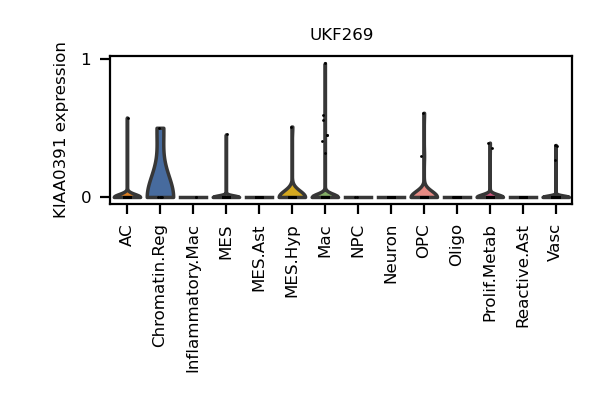 UKF269
KIAA0391 expression
1
0
AC
Chromatin.Reg
Inflammatory.Mac
MES
MES.Ast
MES.Hyp
Mac
NPC
Neuron
OPC
Oligo
Prolif.Metab
Reactive.Ast
Vasc